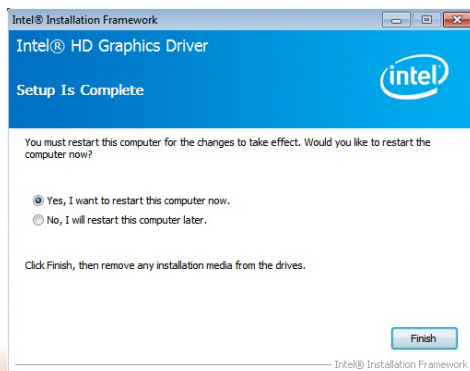 Intel® Installation Framework
Intel® HD Graphics Driver
intel
Setup Is Complete
You must restart this computer for the changes to take effect. Would you like to restart the
computer now?
Yes, I want to restart this computer now.
No, I will restart this computer later.
Click Finish, then remove any installation media from the drives.
Finish
Intel® Installation Framework